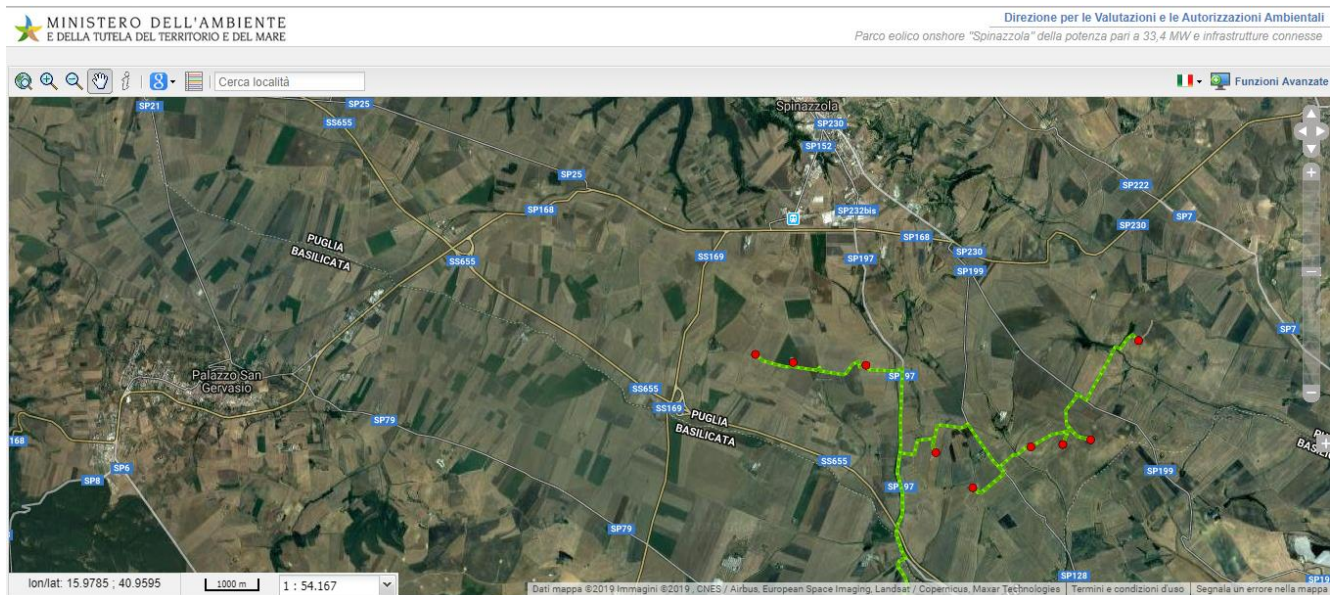 MINISTERO DELL'AMBIENTE
E DELLA TUTELA DEL TERRITORIO E DEL MARE
Direzione per le Valutazioni e le Autorizzazioni Ambientali
Parco eolico onshore "Spinazzola" della potenza pari a 33,4 MW e infrastrutture connesse
Cerca località
Funzioni Avanzate
SP21
SP25
SS655
Spinazzola
SP230
SP152
SP25
SP222
SP168
SP232bis
SP7
SP230
PUGLIA
BASILICATA
SS655
SS169
SP197
SP168
SP230
SP199
SP7
Palazzo San
Gervasio
SS655
SS169
PUGLIA
BASILICATA
SP197
SP79
168
SP6
SP8
SS655
SP197
SP199
SP79
SP128
lon/lat: 15.9785 ; 40.9595
1000 m
1 : 54.167
Dati mappa ©2019 Immagini ©2019 , CNES / Airbus, European Space Imaging, Landsat / Copernicus, Maxar Technologies
Termini e condizioni d'uso
Segnala un errore nella mappa